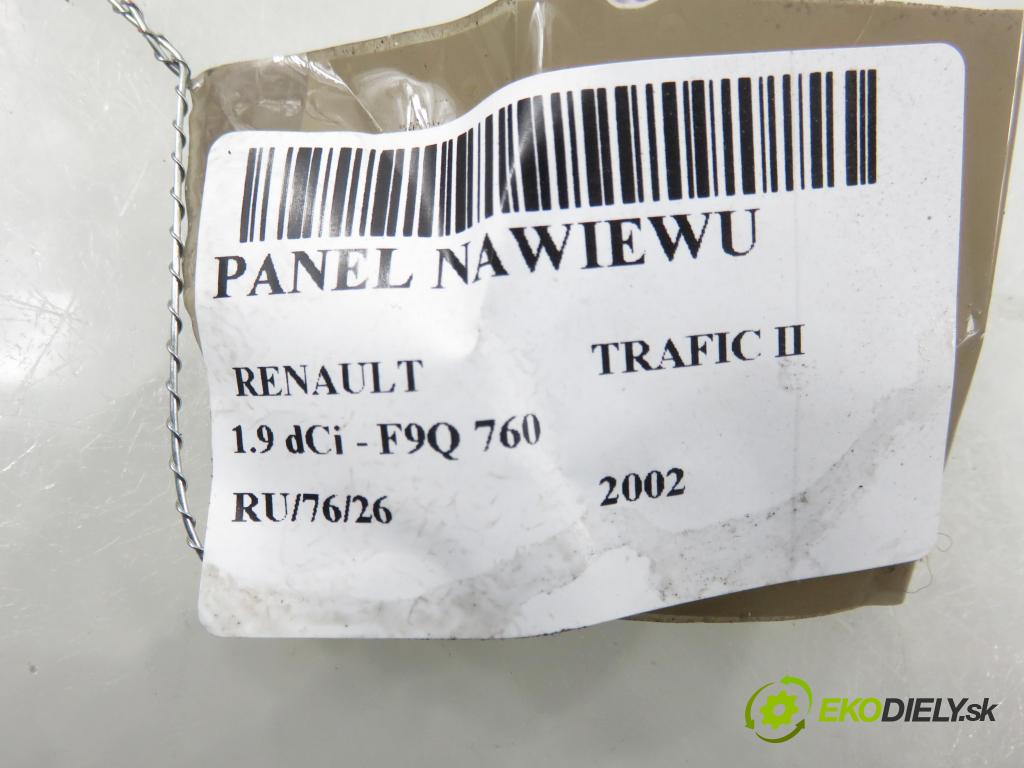 PANEL NAWIEWU
RENAULT TRAFIC II
1.9 dCi - F9Q 760
RU/76/26 2002
EKODIELY.sk